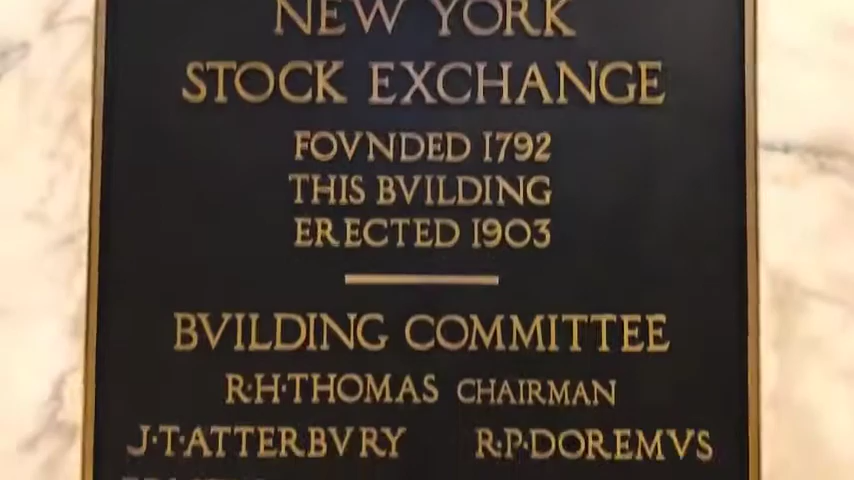 NEW YORK
STOCK EXCHANGE
FOVNDED 1792
THIS BVILDING
ERECTED 1903
BVILDING COMMITTEE
R·H·THOMAS CHAIRMAN
J·T·ATTERBVRY R·P·DOREMVS